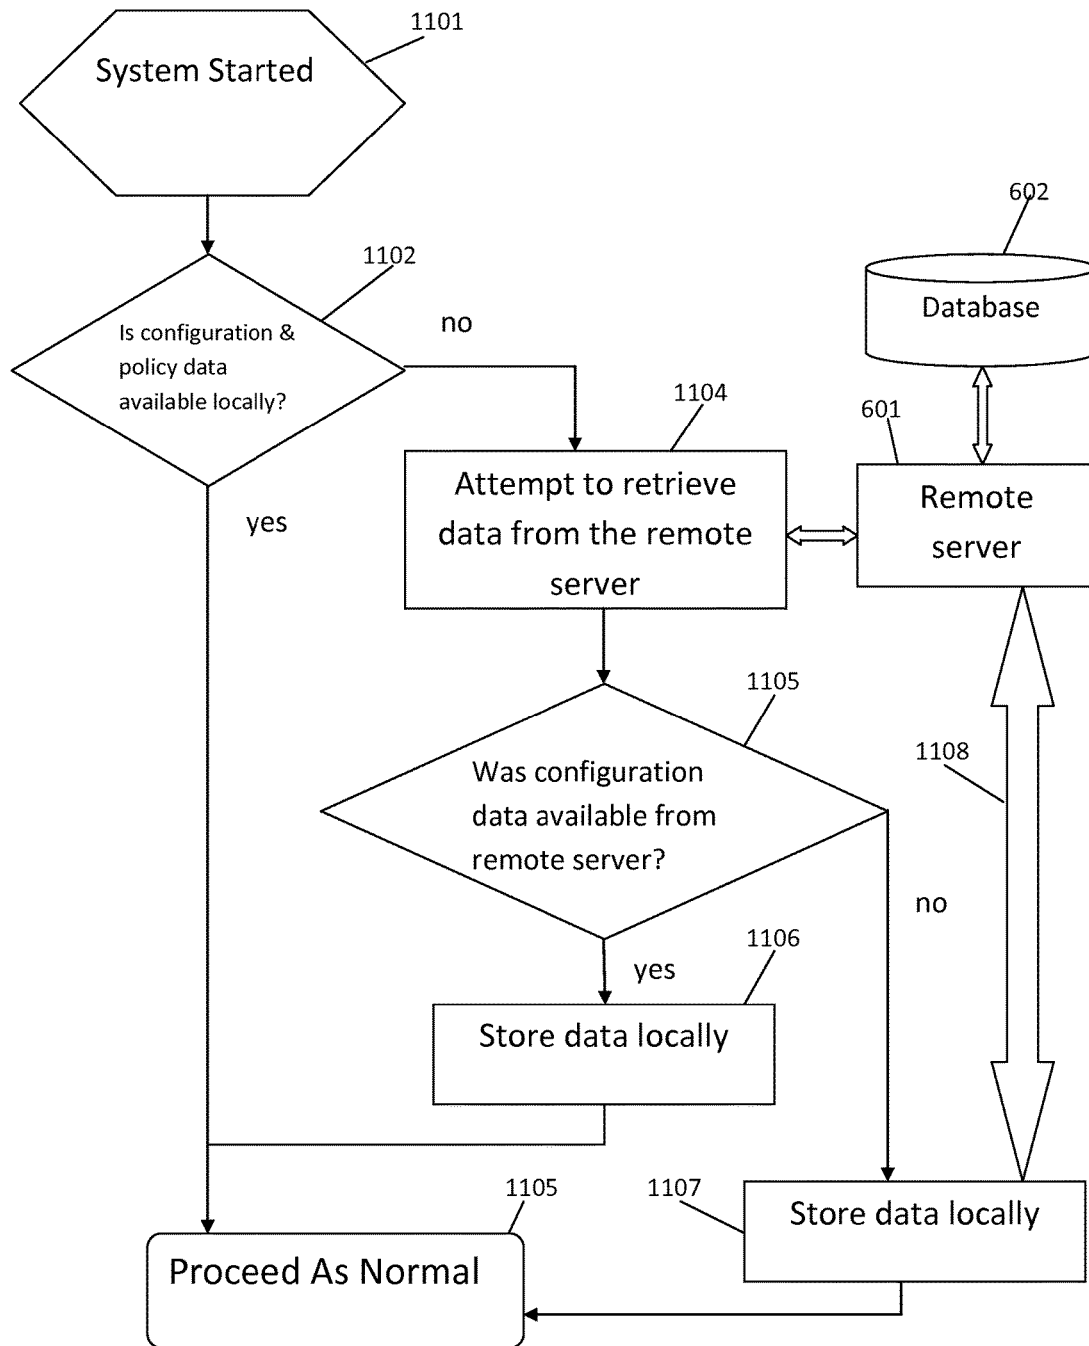 1101
System Started
602
1102
Database
Is configuration &
policy data
available locally?
no
1104
601
Attempt to retrieve
data from the remote
server
Remote
server
yes
1105
1108
Was configuration
data available from
remote server?
no
1106
yes
Store data locally
1105
1107
Store data locally
Proceed As Normal